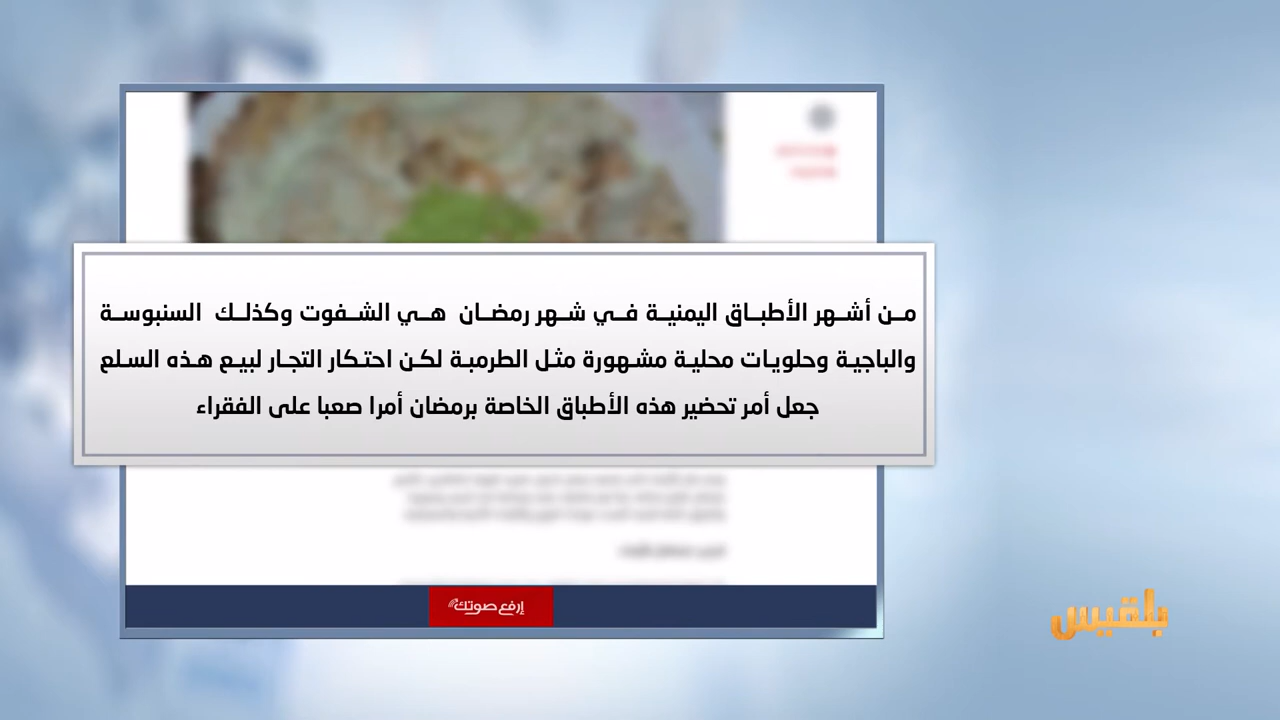 من أشهر الأطباق اليمنية في شهر رمضان هي الشفوت وكذلك السنبوسة
والباجية وحلويات محلية مشهورة مثل الطرمبة لكن احتكار التجار لبيع هذه السلع
جعل أمر تحضير هذه الأطباق الخاصة برمضان أمرا صعبا على الفقراء
إرفع صوتك
بلقيس